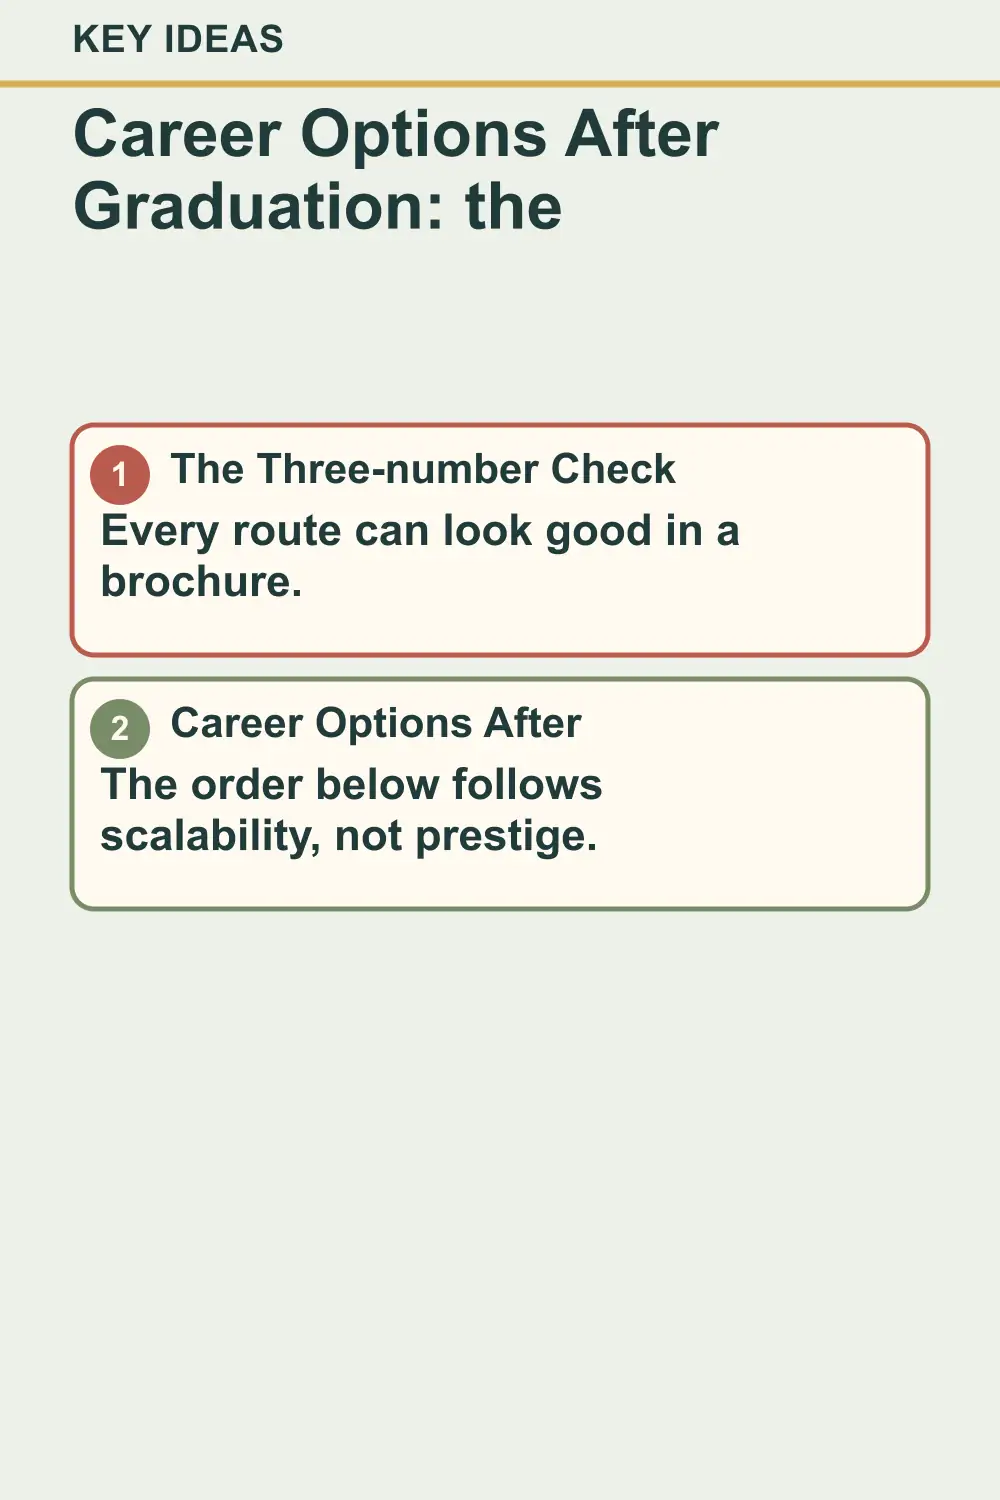 KEY IDEAS
Career Options After
Graduation: the
1 The Three-number Check
Every route can look good in a
brochure.
2 Career Options After
The order below follows
scalability, not prestige.